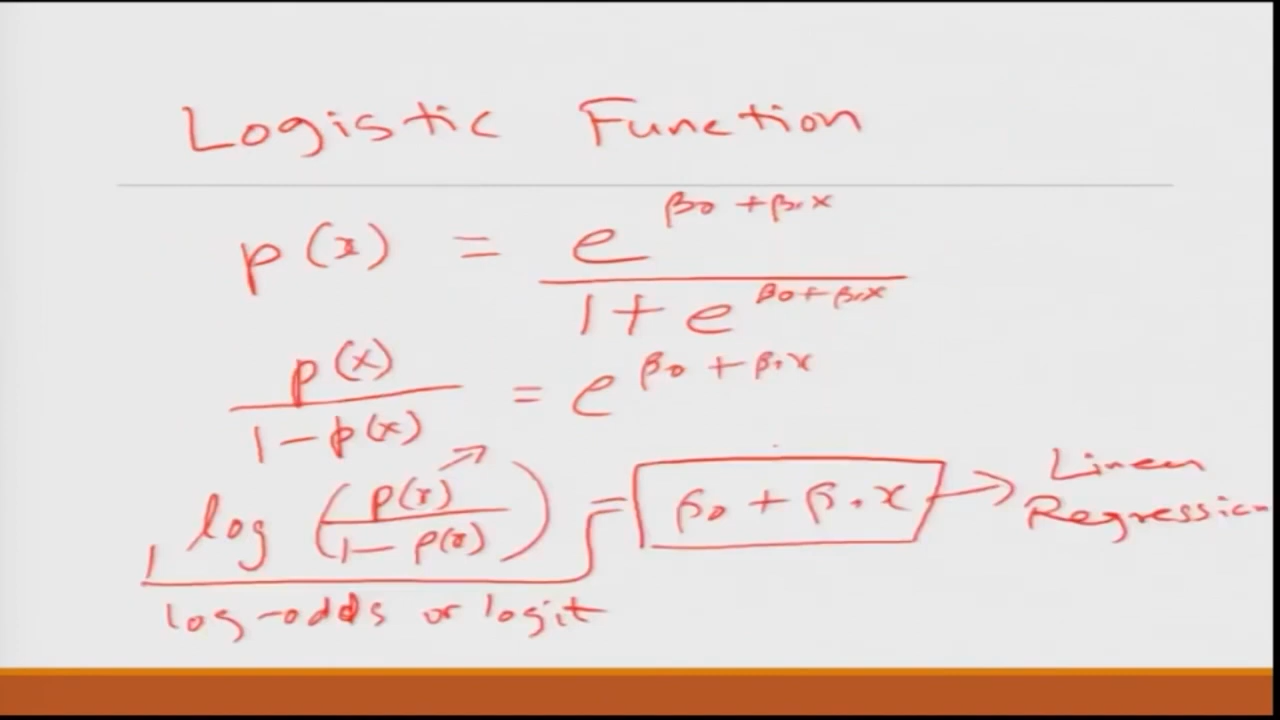 Logistic Function
p(x) = e^(β0 + β1x) / (1 + e^(β0 + β1x))
p(x) / (1 - p(x)) = e^(β0 + β1x)
log (p(x) / (1 - p(x))) = β0 + β1x → Linear Regression
log-odds or logit